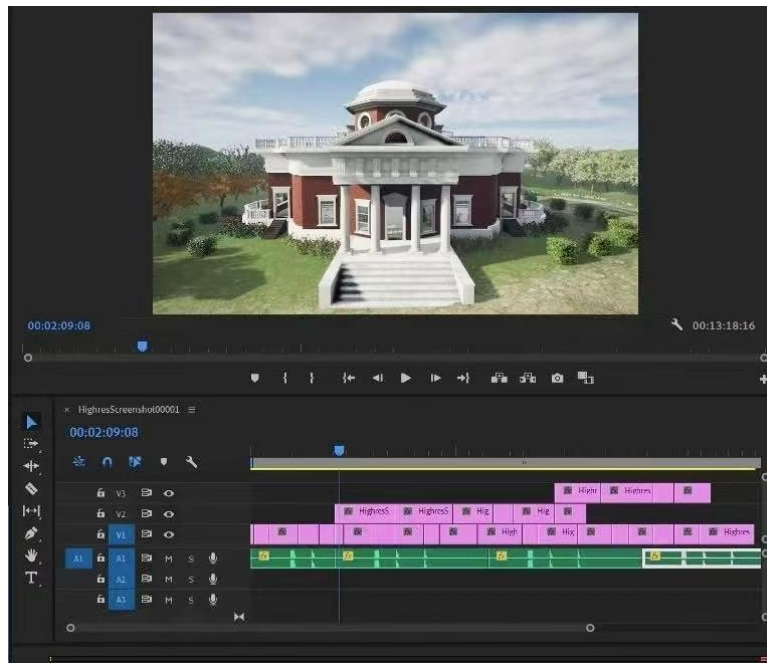 00:02:09:08 00:13:18:16
× HighresScreenshot00001
00:02:09:08
V3 Highr Highres
V2 HighresS HighresS Hig Hig
V1 High Hig Highres
A1 A1 M S
A2 M S
A3 M S
T